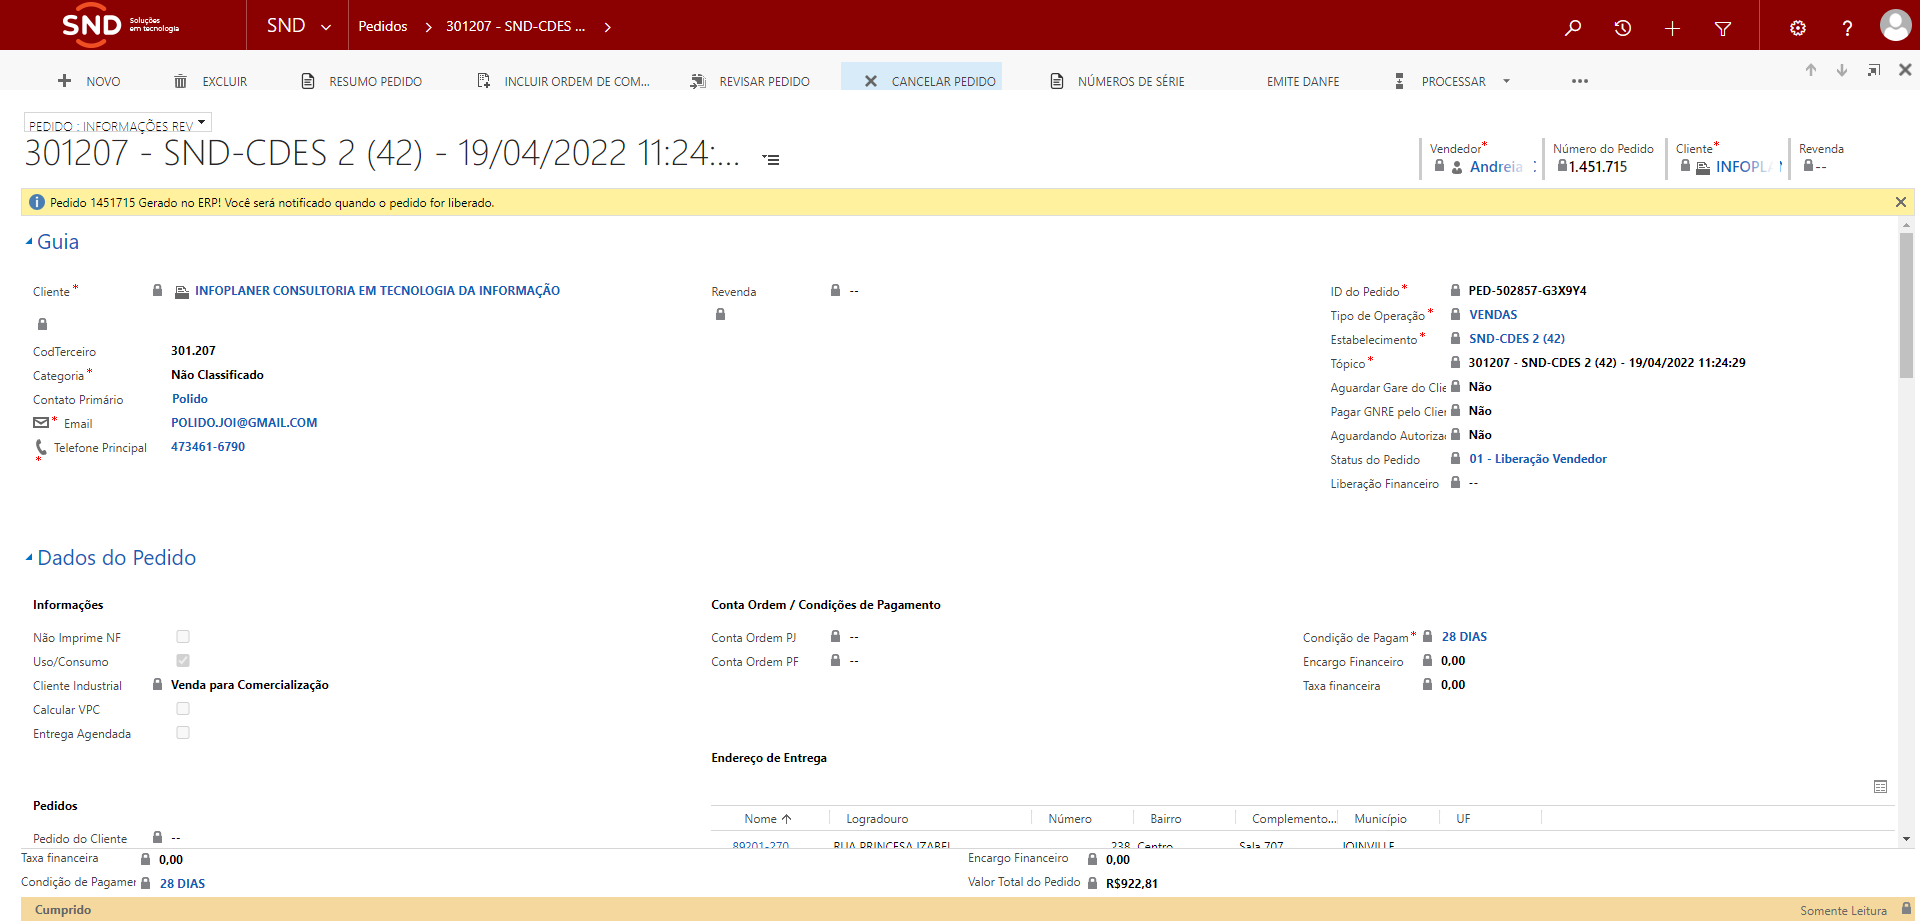 SND Soluções em tecnologia
SND
Pedidos
301207 - SND-CDES ...
NOVO
EXCLUIR
RESUMO PEDIDO
INCLUIR ORDEM DE COM...
REVISAR PEDIDO
CANCELAR PEDIDO
NÚMEROS DE SÉRIE
EMITE DANFE
PROCESSAR
PEDIDO : INFORMAÇÕES REV
301207 - SND-CDES 2 (42) - 19/04/2022 11:24:...
Vendedor*
Andreia
Número do Pedido
1.451.715
Cliente*
INFOPLAN
Revenda
--
Pedido 1451715 Gerado no ERP! Você será notificado quando o pedido for liberado.
Guia
Cliente* INFOPLANER CONSULTORIA EM TECNOLOGIA DA INFORMAÇÃO
CodTerceiro 301.207
Categoria* Não Classificado
Contato Primário Polido
* Email POLIDO.JOI@GMAIL.COM
Telefone Principal 473461-6790
*
Revenda --
ID do Pedido* PED-502857-G3X9Y4
Tipo de Operação* VENDAS
Estabelecimento* SND-CDES 2 (42)
Tópico* 301207 - SND-CDES 2 (42) - 19/04/2022 11:24:29
Aguardar Gare do Clie Não
Pagar GNRE pelo Clier Não
Aguardando Autoriza Não
Status do Pedido 01 - Liberação Vendedor
Liberação Financeiro --
Dados do Pedido
Informações
Não Imprime NF
Uso/Consumo
Cliente Industrial Venda para Comercialização
Calcular VPC
Entrega Agendada
Conta Ordem / Condições de Pagamento
Conta Ordem PJ --
Conta Ordem PF --
Condição de Pagam* 28 DIAS
Encargo Financeiro 0,00
Taxa financeira 0,00
Endereço de Entrega
Nome Logradouro Número Bairro Complemento... Município UF
89201-270 RUA PRINCESA IZABEL 238 Centro Sala 707 JOINVILLE
Pedidos
Pedido do Cliente --
Taxa financeira 0,00
Condição de Pagamer 28 DIAS
Encargo Financeiro 0,00
Valor Total do Pedido R$922,81
Cumprido
Somente Leitura